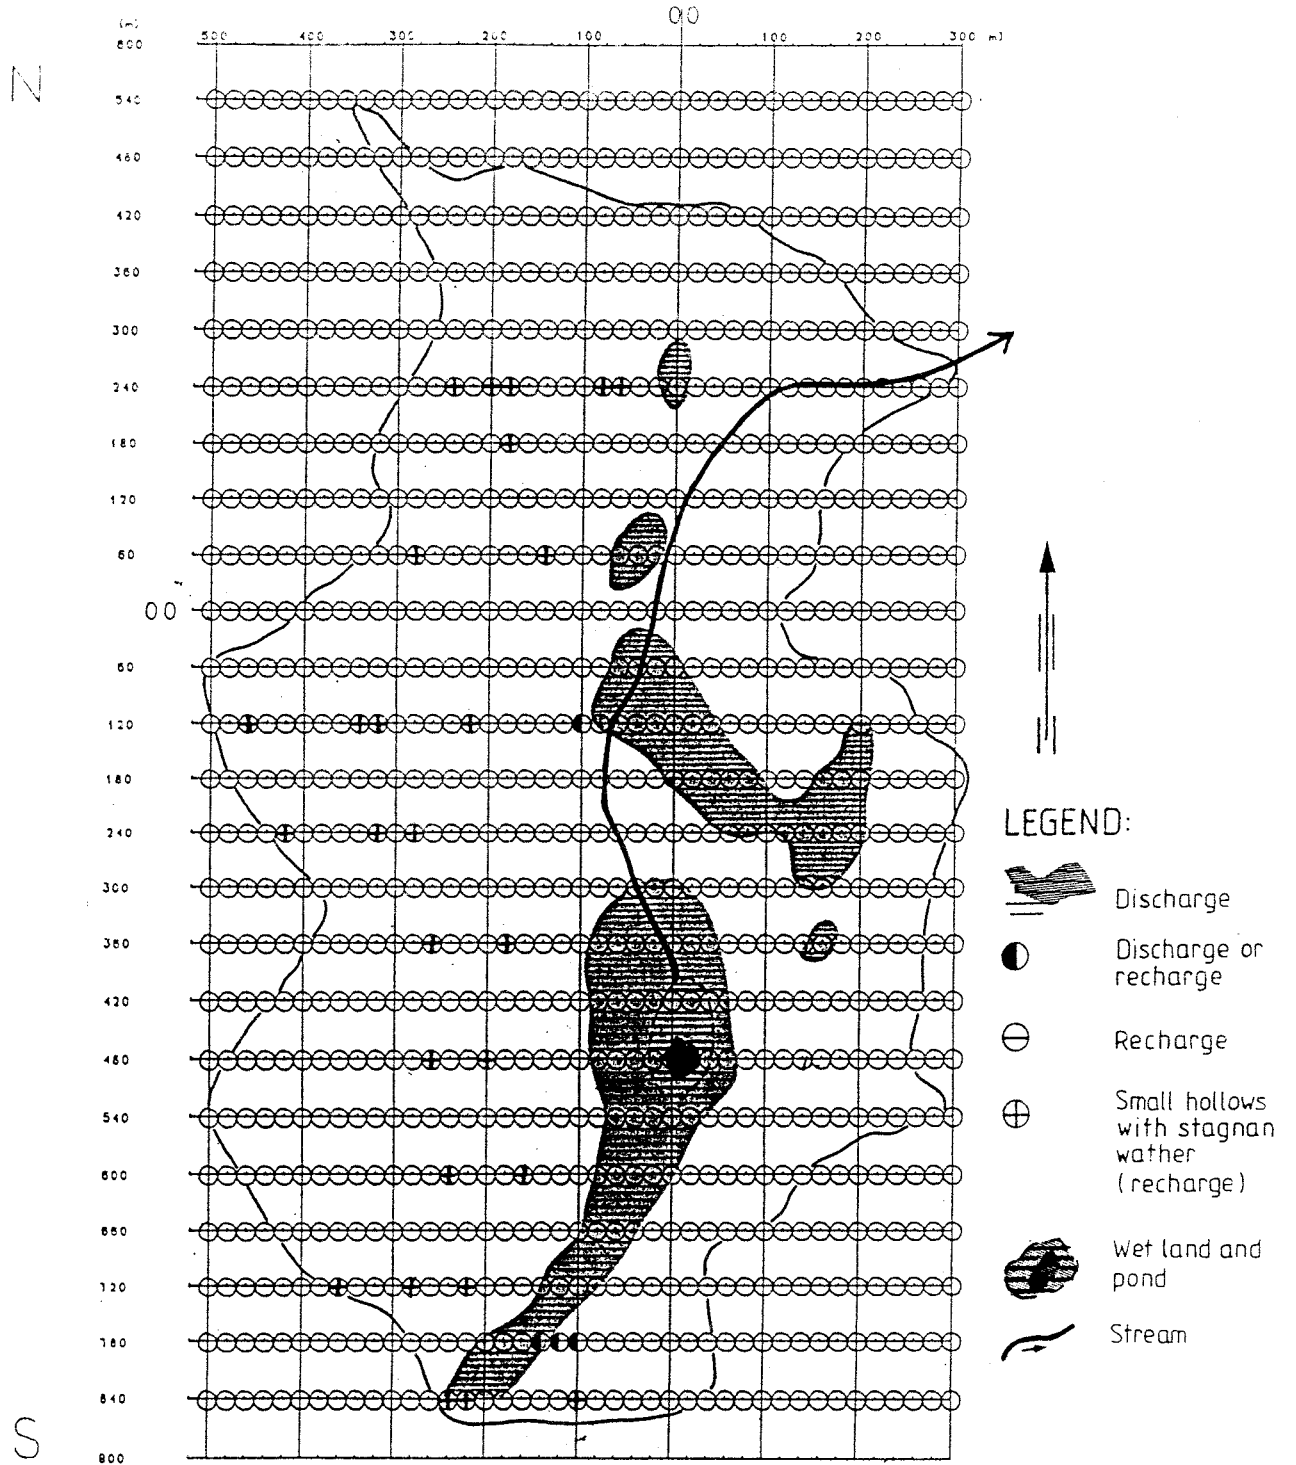 00
(m)
500 400 300 200 100 100 200 300 m)
600
N
540
480
420
360
300
240
180
120
60
00
60
120
180
240
300
360
420
480
540
600
660
720
780
840
S
900
LEGEND:
Discharge
Discharge or
recharge
Recharge
Small hollows
with stagnan
wather
(recharge)
Wet land and
pond
Stream